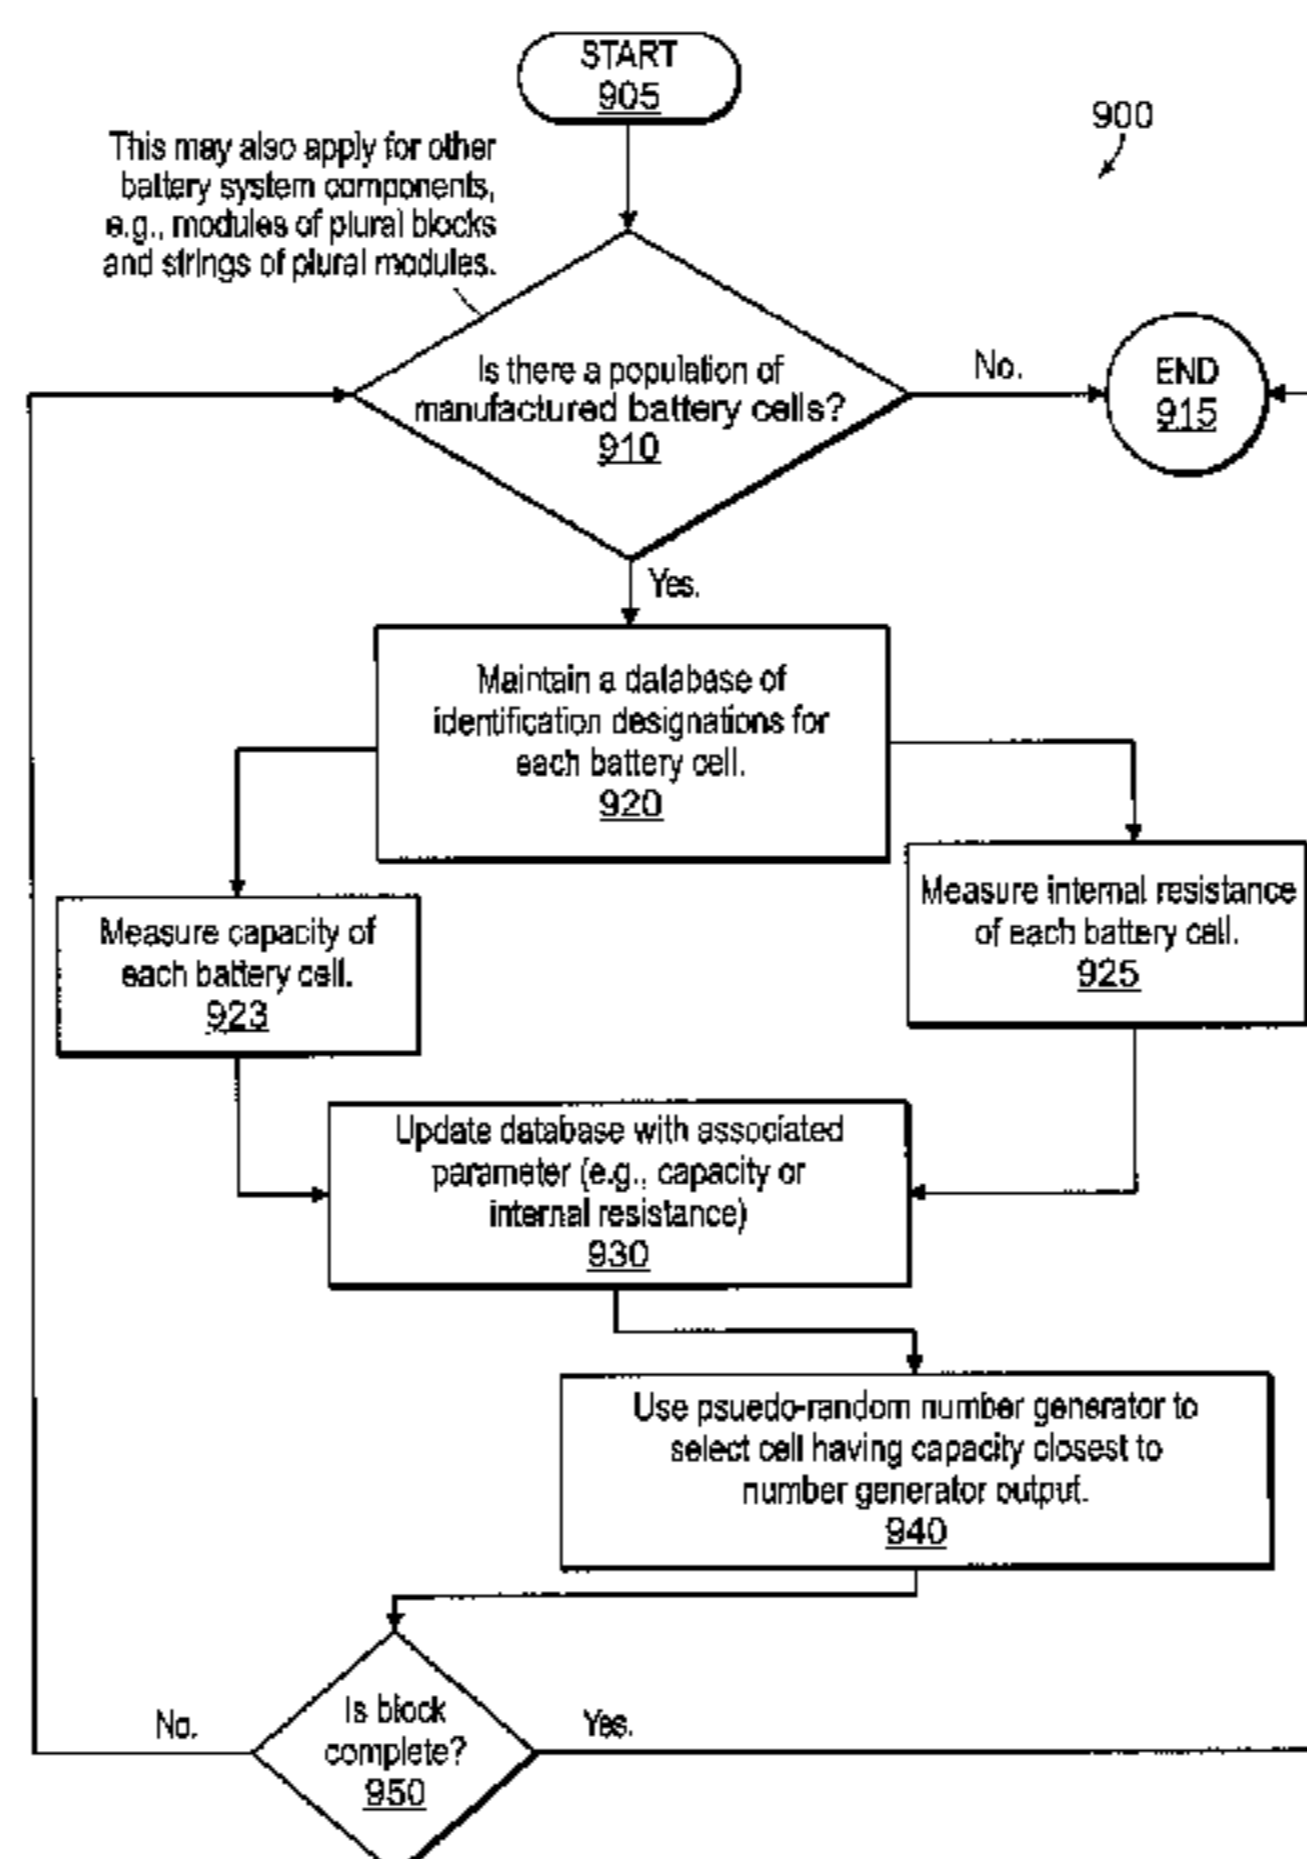 START
905
900
This may also apply for other
battery system components,
e.g., modules of plural blocks
and strings of plural modules.
Is there a population of
manufactured battery cells?
910
No.
END
915
Yes.
Maintain a database of
identification designations for
each battery cell.
920
Measure capacity of
each battery cell.
923
Measure internal resistance
of each battery cell.
925
Update database with associated
parameter (e.g., capacity or
internal resistance)
930
Use psuedo-random number generator to
select cell having capacity closest to
number generator output.
940
Is block
complete?
950
No.
Yes.